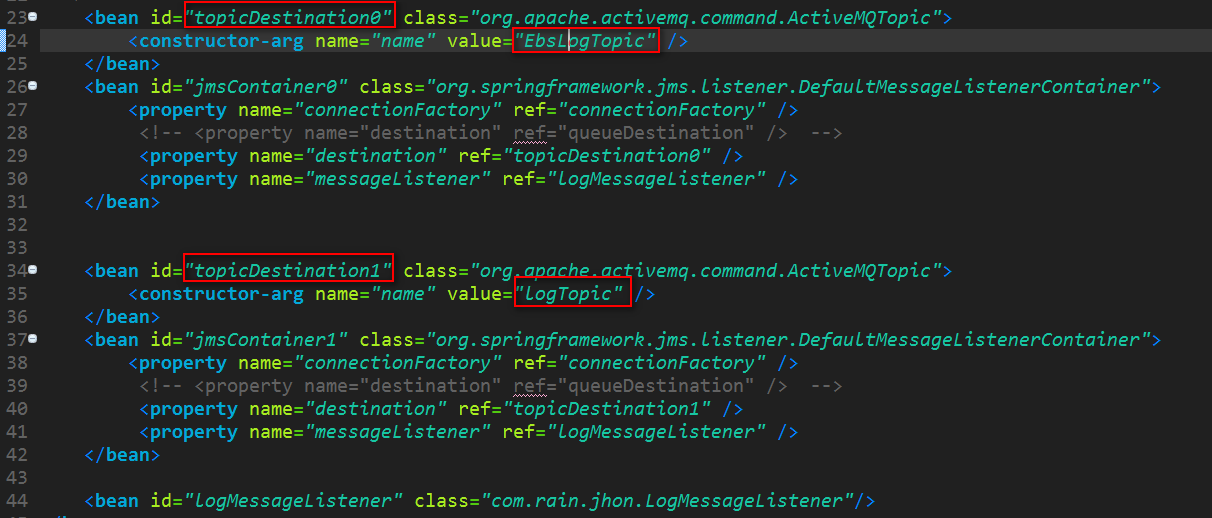 23 <bean id="topicDestination0" class="org.apache.activemq.command.ActiveMQTopic">
24 <constructor-arg name="name" value="EbsLogTopic" />
25 </bean>
26 <bean id="jmsContainer0" class="org.springframework.jms.listener.DefaultMessageListenerContainer">
27 <property name="connectionFactory" ref="connectionFactory" />
28 <!-- <property name="destination" ref="queueDestination" /> -->
29 <property name="destination" ref="topicDestination0" />
30 <property name="messageListener" ref="logMessageListener" />
31 </bean>
32
33
34 <bean id="topicDestination1" class="org.apache.activemq.command.ActiveMQTopic">
35 <constructor-arg name="name" value="logTopic" />
36 </bean>
37 <bean id="jmsContainer1" class="org.springframework.jms.listener.DefaultMessageListenerContainer">
38 <property name="connectionFactory" ref="connectionFactory" />
39 <!-- <property name="destination" ref="queueDestination" /> -->
40 <property name="destination" ref="topicDestination1" />
41 <property name="messageListener" ref="logMessageListener" />
42 </bean>
43
44 <bean id="logMessageListener" class="com.rain.jhon.LogMessageListener"/>